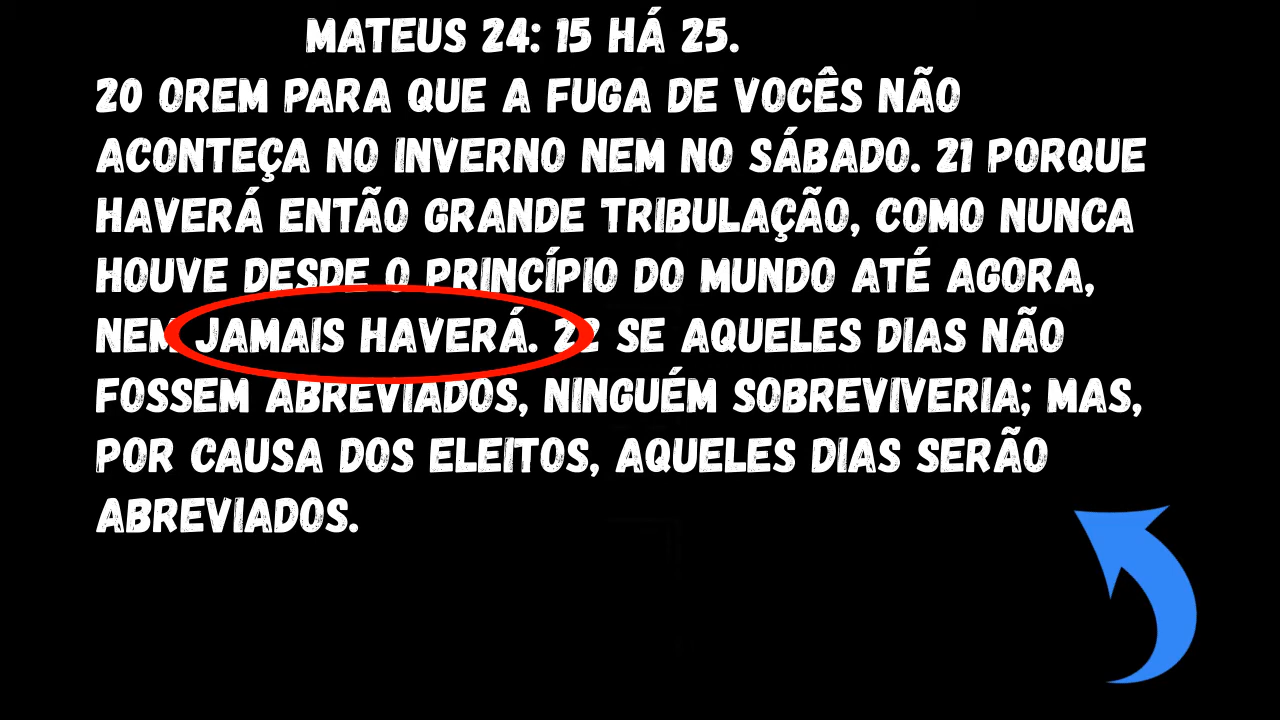 MATEUS 24: 15 HÁ 25.
20 OREM PARA QUE A FUGA DE VOCÊS NÃO
ACONTEÇA NO INVERNO NEM NO SÁBADO. 21 PORQUE
HAVERÁ ENTÃO GRANDE TRIBULAÇÃO, COMO NUNCA
HOUVE DESDE O PRINCÍPIO DO MUNDO ATÉ AGORA,
NEM JAMAIS HAVERÁ. 22 SE AQUELES DIAS NÃO
FOSSEM ABREVIADOS, NINGUÉM SOBREVIVERIA; MAS,
POR CAUSA DOS ELEITOS, AQUELES DIAS SERÃO
ABREVIADOS.